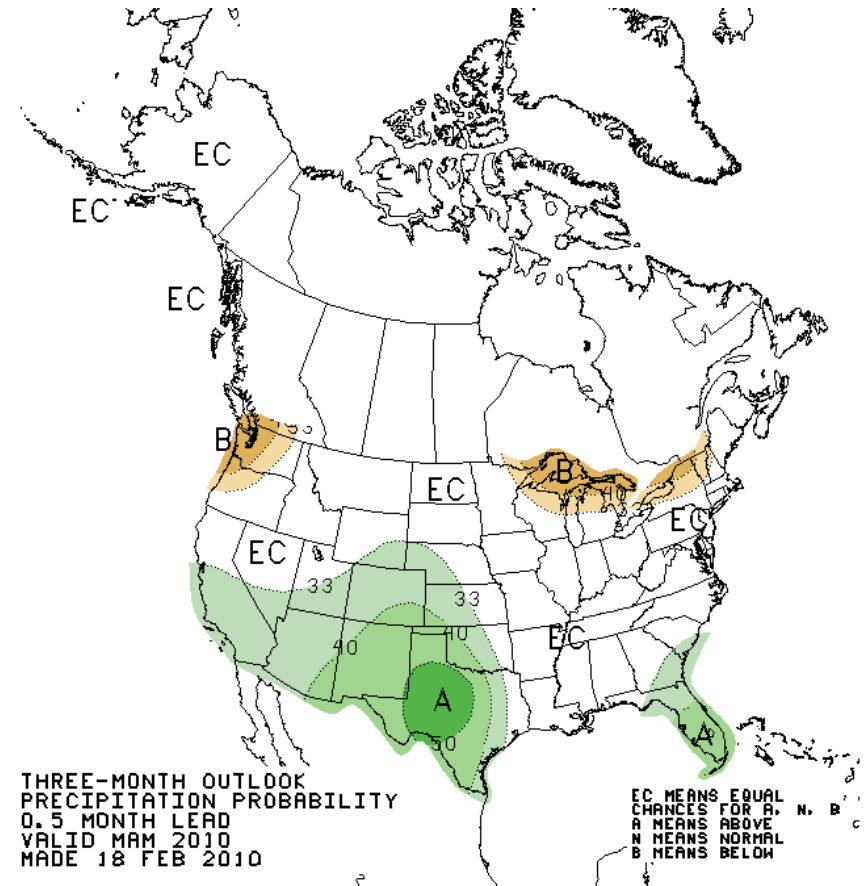 EC
EC
EC
B
33
B
40
EC
EC
EC
33
33
40
40
EC
A
50
A
THREE-MONTH OUTLOOK
PRECIPITATION PROBABILITY
0.5 MONTH LEAD
VALID MAM 2010
MADE 18 FEB 2010
EC MEANS EQUAL
CHANCES FOR A, N, B
A MEANS ABOVE
N MEANS NORMAL
B MEANS BELOW